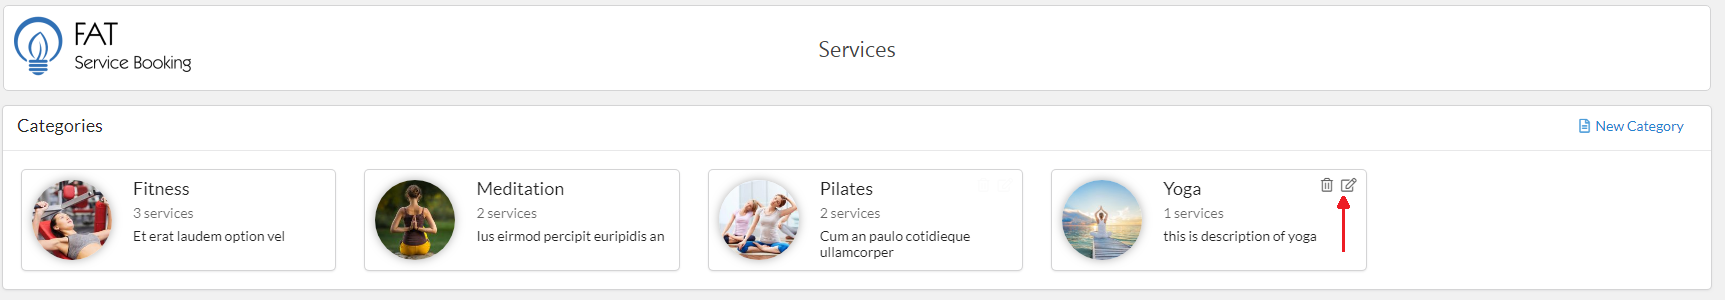 FAT
Service Booking
Services
Categories
New Category
Fitness
3 services
Et erat laudem option vel
Meditation
2 services
Ius eirmod percipit euripidis an
Pilates
2 services
Cum an paulo cotidieque
ullamcorper
Yoga
1 services
this is description of yoga